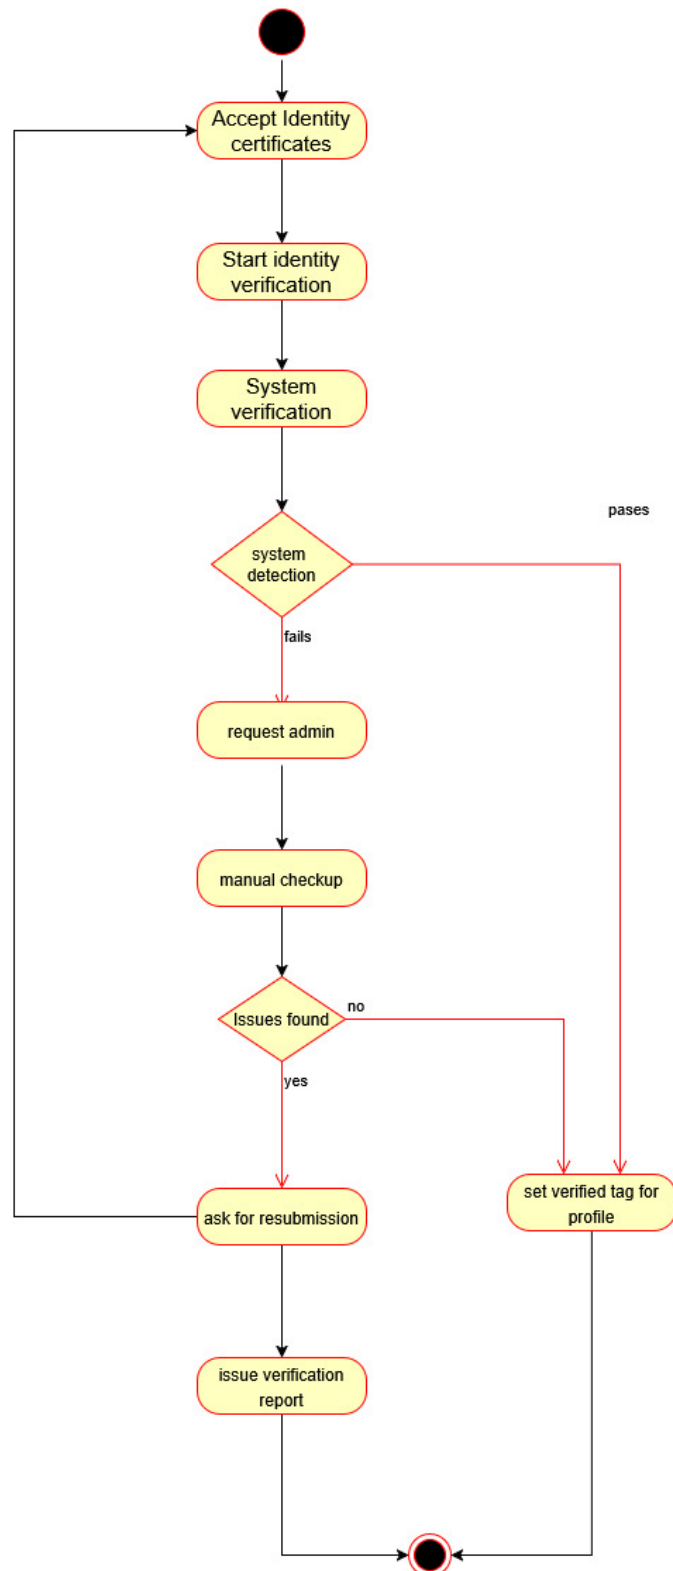 Accept Identity
certificates
Start identity
verification
System
verification
pases
system
detection
fails
request admin
manual checkup
no
Issues found
yes
set verified tag for
profile
ask for resubmission
issue verification
report